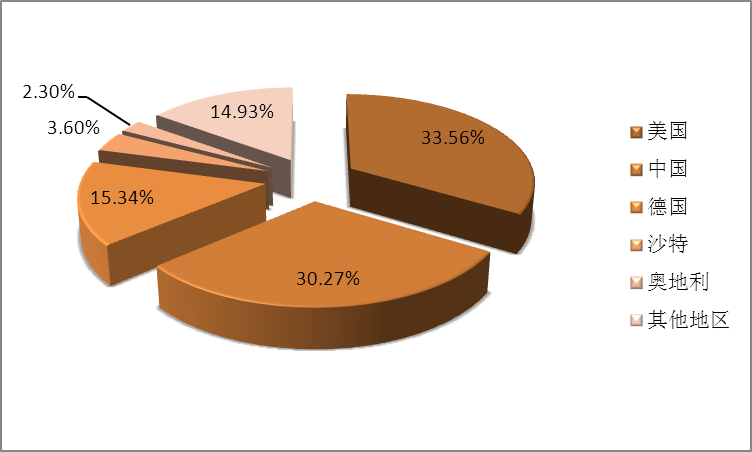 14.93%
33.56%
2.30%
3.60%
15.34%
30.27%
美国
中国
德国
沙特
奥地利
其他地区